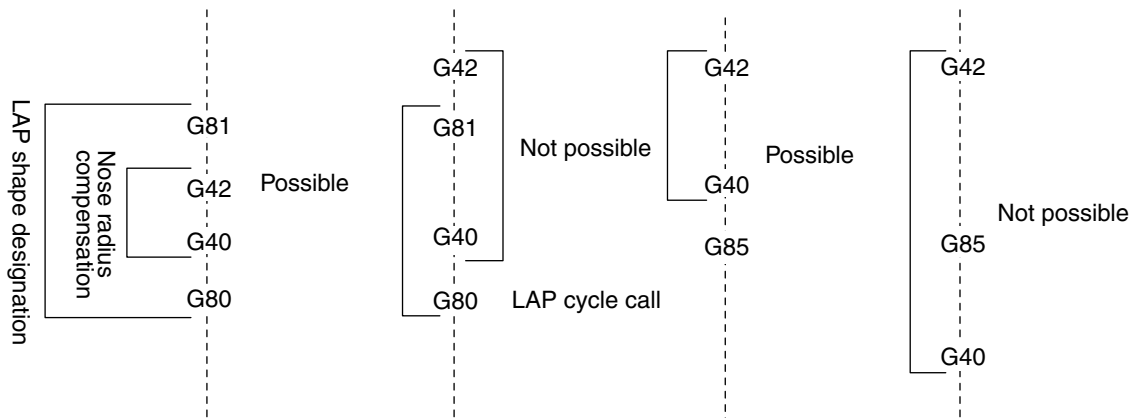 LAP shape designation
Nose radius
compensation
G81
G42
G40
G80
Possible
G42
G81
G40
G80
Not possible
LAP cycle call
G42
G40
G85
Possible
G42
G85
G40
Not possible